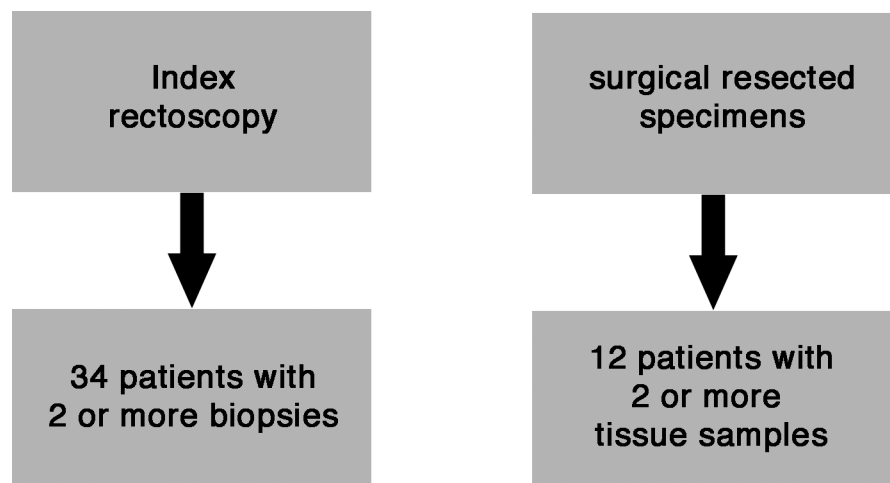 Index
rectoscopy
34 patients with
2 or more biopsies
surgical resected
specimens
12 patients with
2 or more
tissue samples